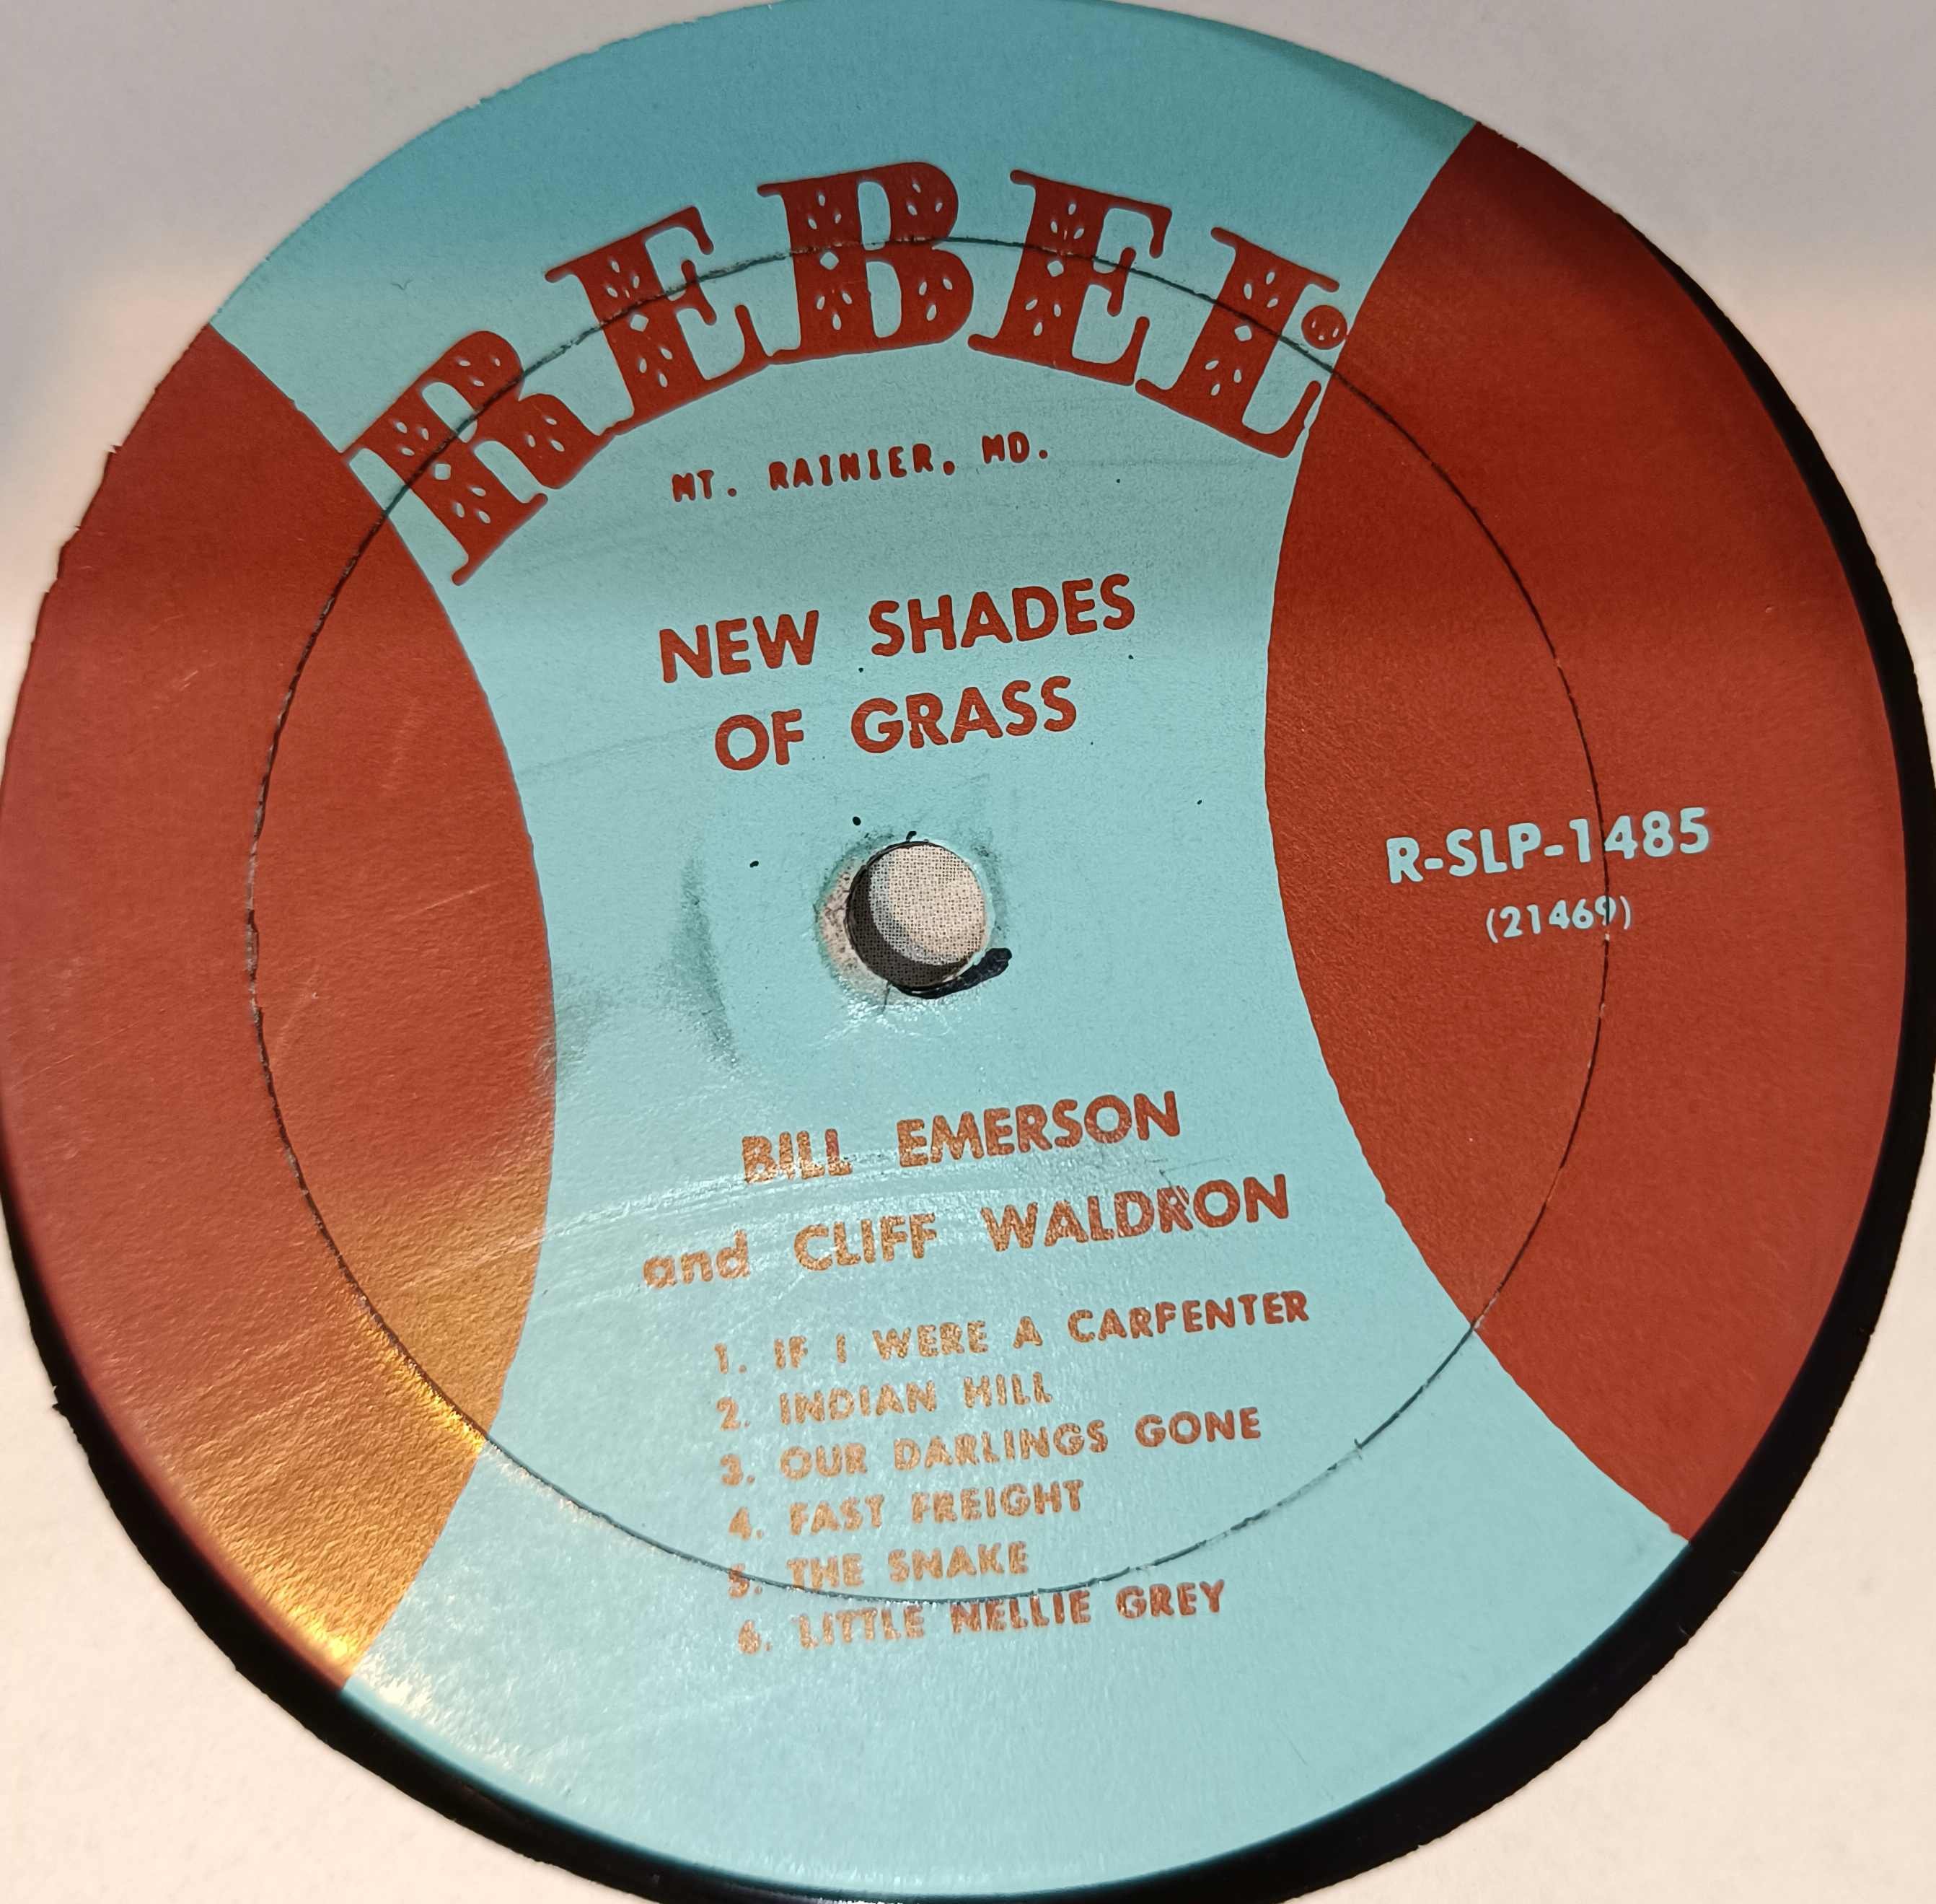 REBEL
MT. RAINIER, MD.
NEW SHADES
OF GRASS
R-SLP-1485
(21469)
BILL EMERSON
and CLIFF WALDRON
1. IF I WERE A CARPENTER
2. INDIAN HILL
3. OUR DARLINGS GONE
4. FAST FREIGHT
5. THE SNAKE
6. LITTLE NELLIE GREY